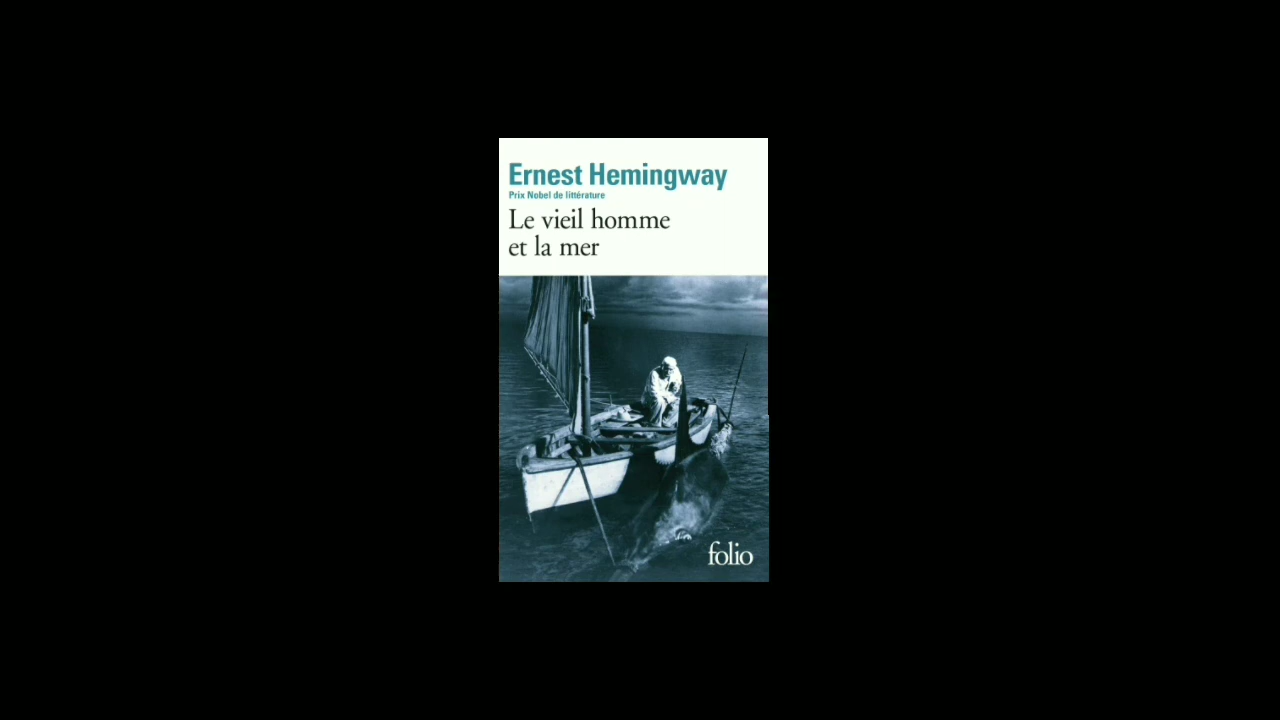 Ernest Hemingway
Prix Nobel de littérature
Le vieil homme
et la mer
folio